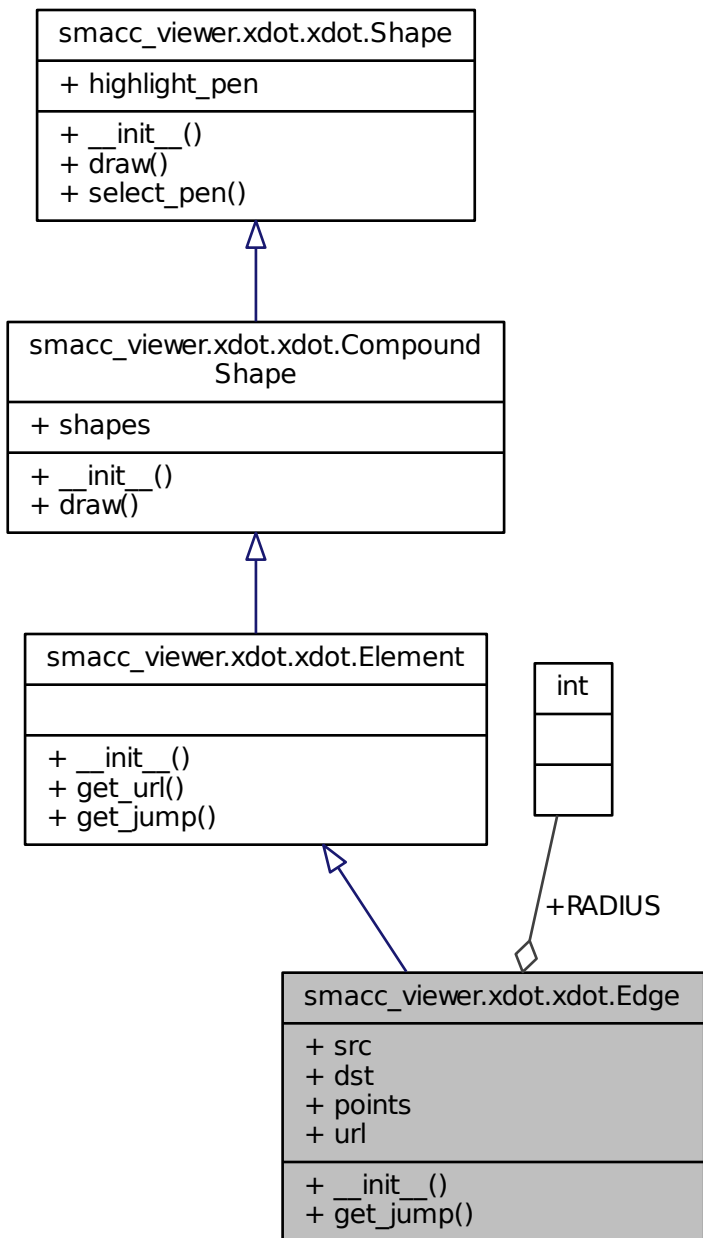 smacc_viewer.xdot.xdot.Shape
+ highlight_pen
+ __init__()
+ draw()
+ select_pen()
smacc_viewer.xdot.xdot.Compound
Shape
+ shapes
+ __init__()
+ draw()
smacc_viewer.xdot.xdot.Element
+ __init__()
+ get_url()
+ get_jump()
int
+RADIUS
smacc_viewer.xdot.xdot.Edge
+ src
+ dst
+ points
+ url
+ __init__()
+ get_jump()